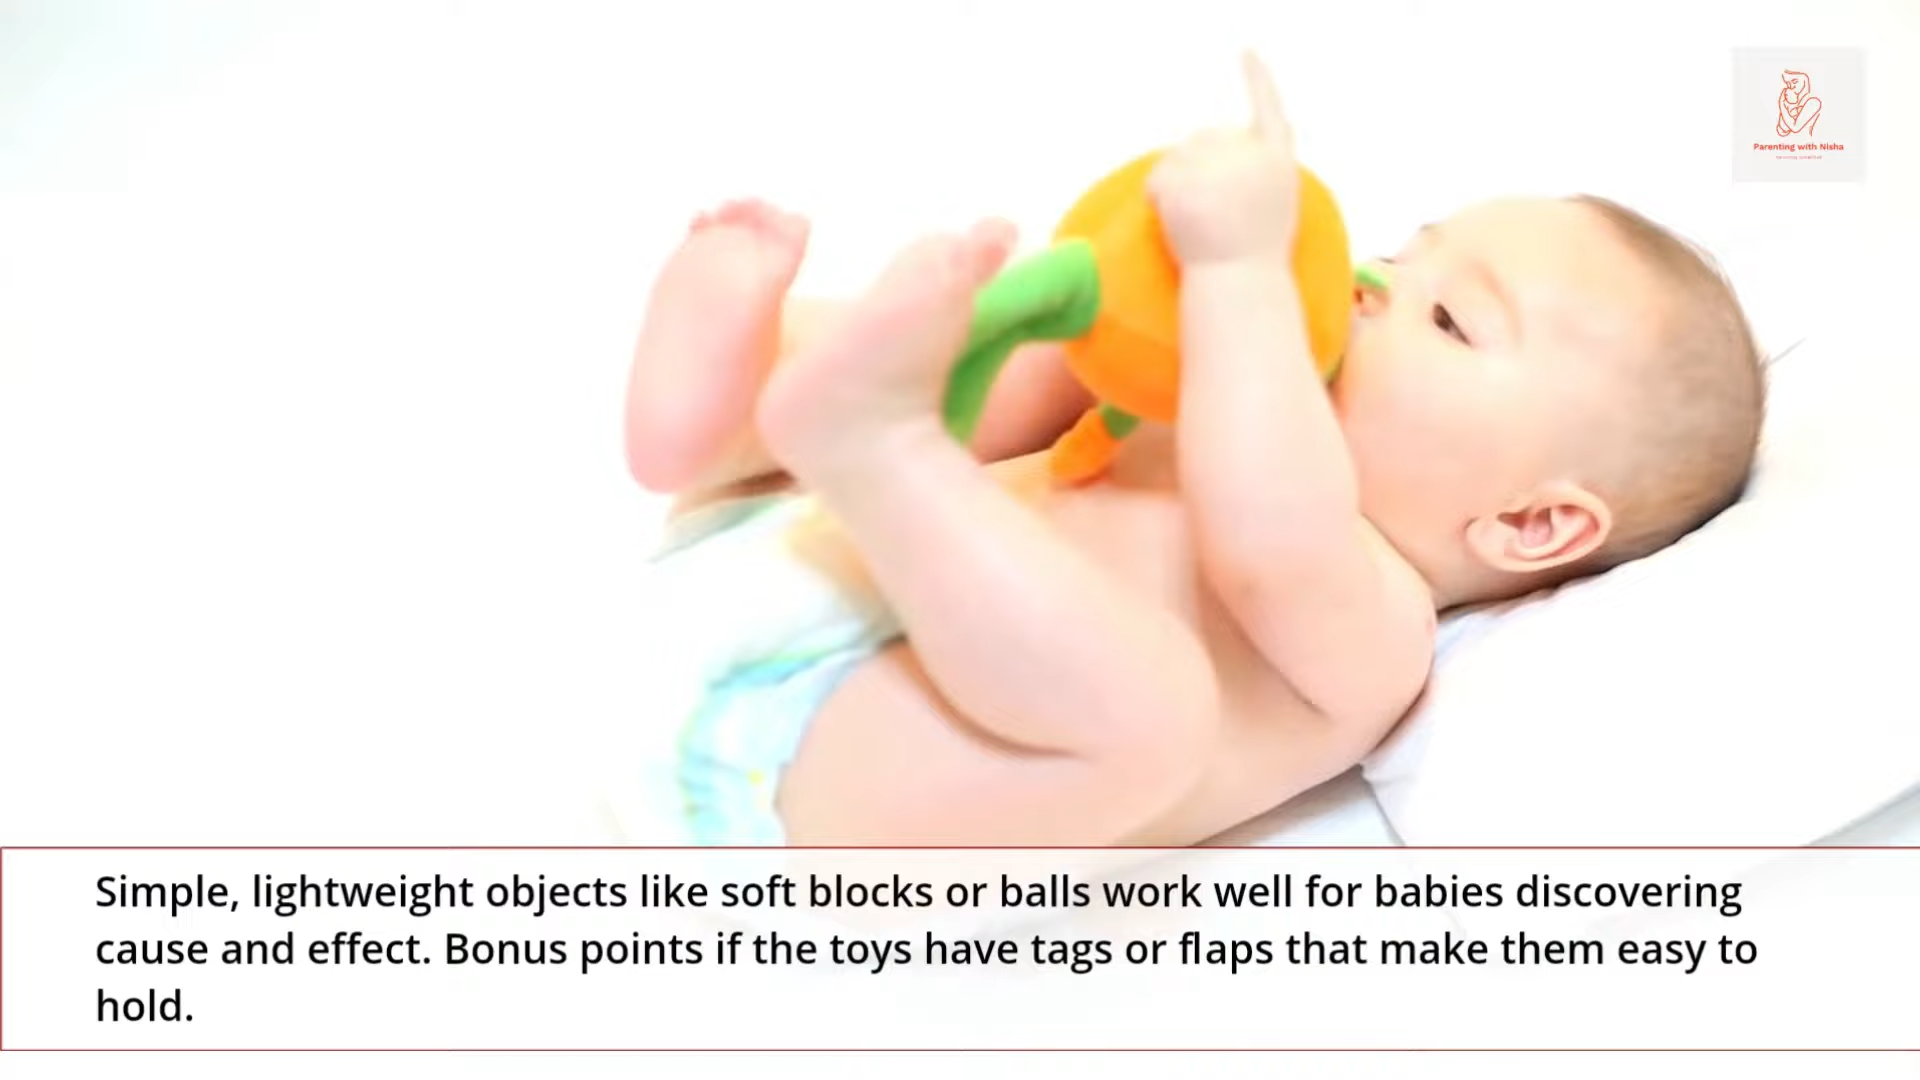 Parenting with Nisha
Simple, lightweight objects like soft blocks or balls work well for babies discovering
cause and effect. Bonus points if the toys have tags or flaps that make them easy to
hold.